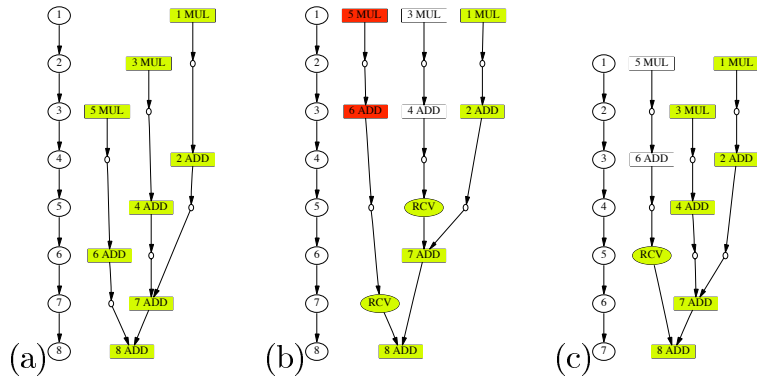 1 1 MUL
2 3 MUL
3 5 MUL
4 2 ADD
5 4 ADD
6 6 ADD
7 7 ADD
(a) 8 8 ADD
1 5 MUL 3 MUL 1 MUL
2
3 6 ADD 4 ADD 2 ADD
4
5 RCV
6 7 ADD
7 RCV
(b) 8 8 ADD
1 5 MUL 1 MUL
2 3 MUL
3 6 ADD 2 ADD
4 4 ADD
5 RCV
6 7 ADD
(c) 7 8 ADD